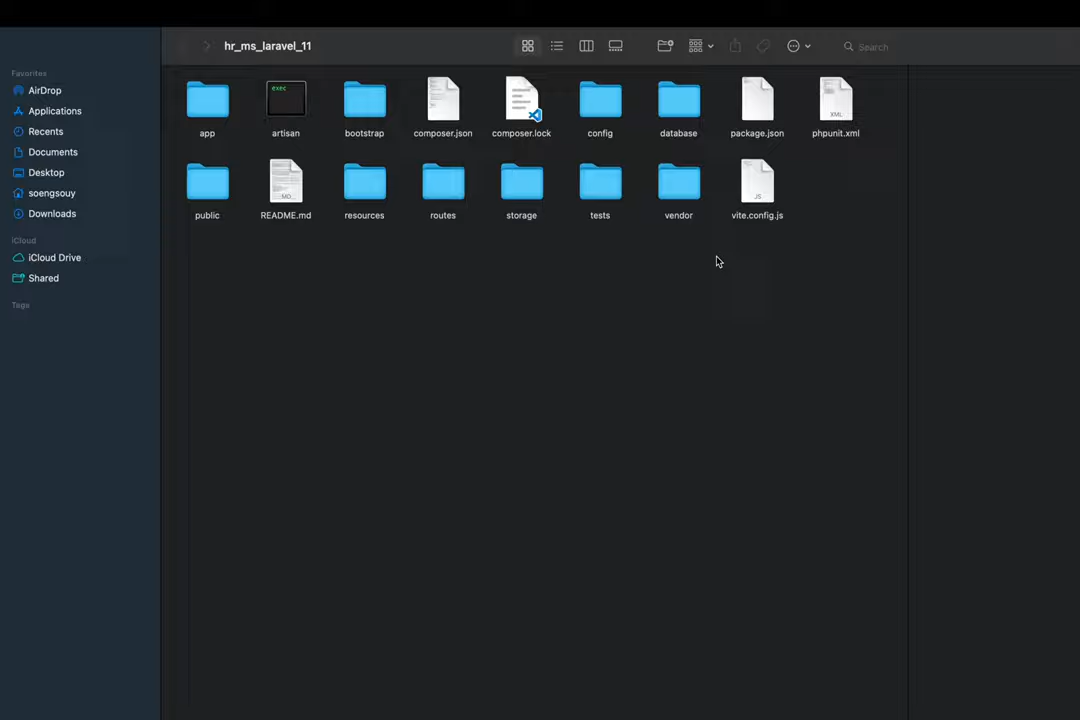 hr_ms_laravel_11
Search
Favorites
AirDrop
Applications
Recents
Documents
Desktop
soengsouy
Downloads
iCloud
iCloud Drive
Shared
Tags
exec
XML
app
artisan
bootstrap
composer.json
composer.lock
config
database
package.json
phpunit.xml
MD
JS
public
README.md
resources
routes
storage
tests
vendor
vite.config.js